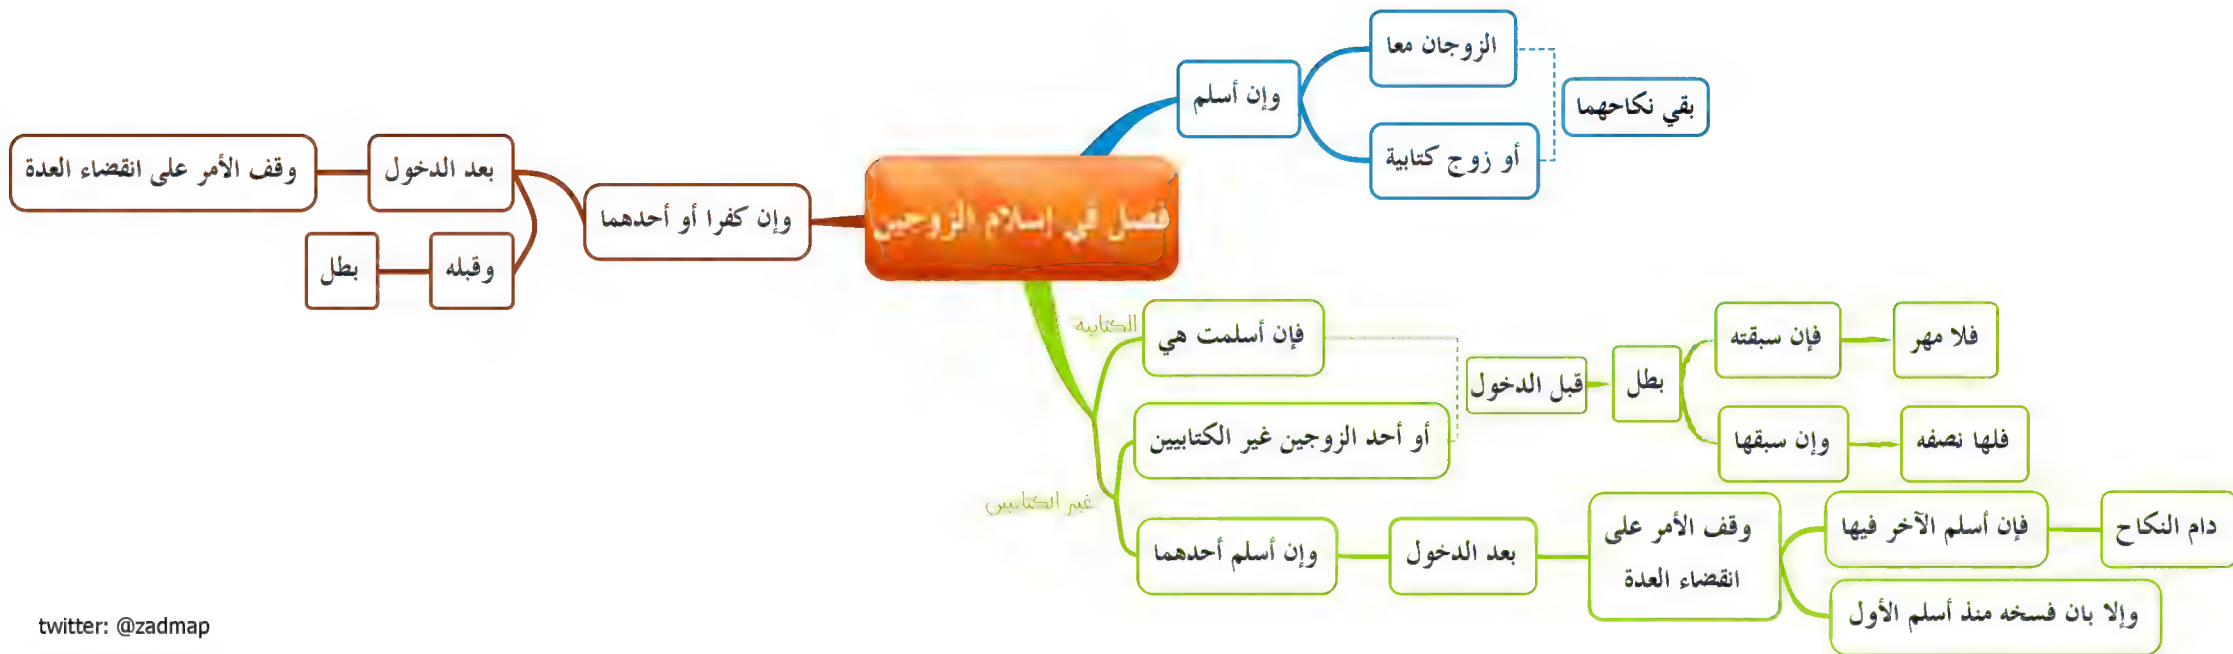 فصل في إسلام الزوجين
وإن أسلم
الزوجان معا
أو زوج كتابية
بقي نكاحهما
الكتابية
فإن أسلمت هي
أو أحد الزوجين غير الكتابيين
قبل الدخول
بطل
فإن سبقته
فلا مهر
وإن سبقها
فلها نصفه
غير الكتابيين
وإن أسلم أحدهما
بعد الدخول
وقف الأمر على
انقضاء العدة
فإن أسلم الآخر فيها
دام النكاح
وإلا بان فسخه منذ أسلم الأول
وإن كفرا أو أحدهما
بعد الدخول
وقف الأمر على انقضاء العدة
وقبله
بطل
twitter: @zadmap